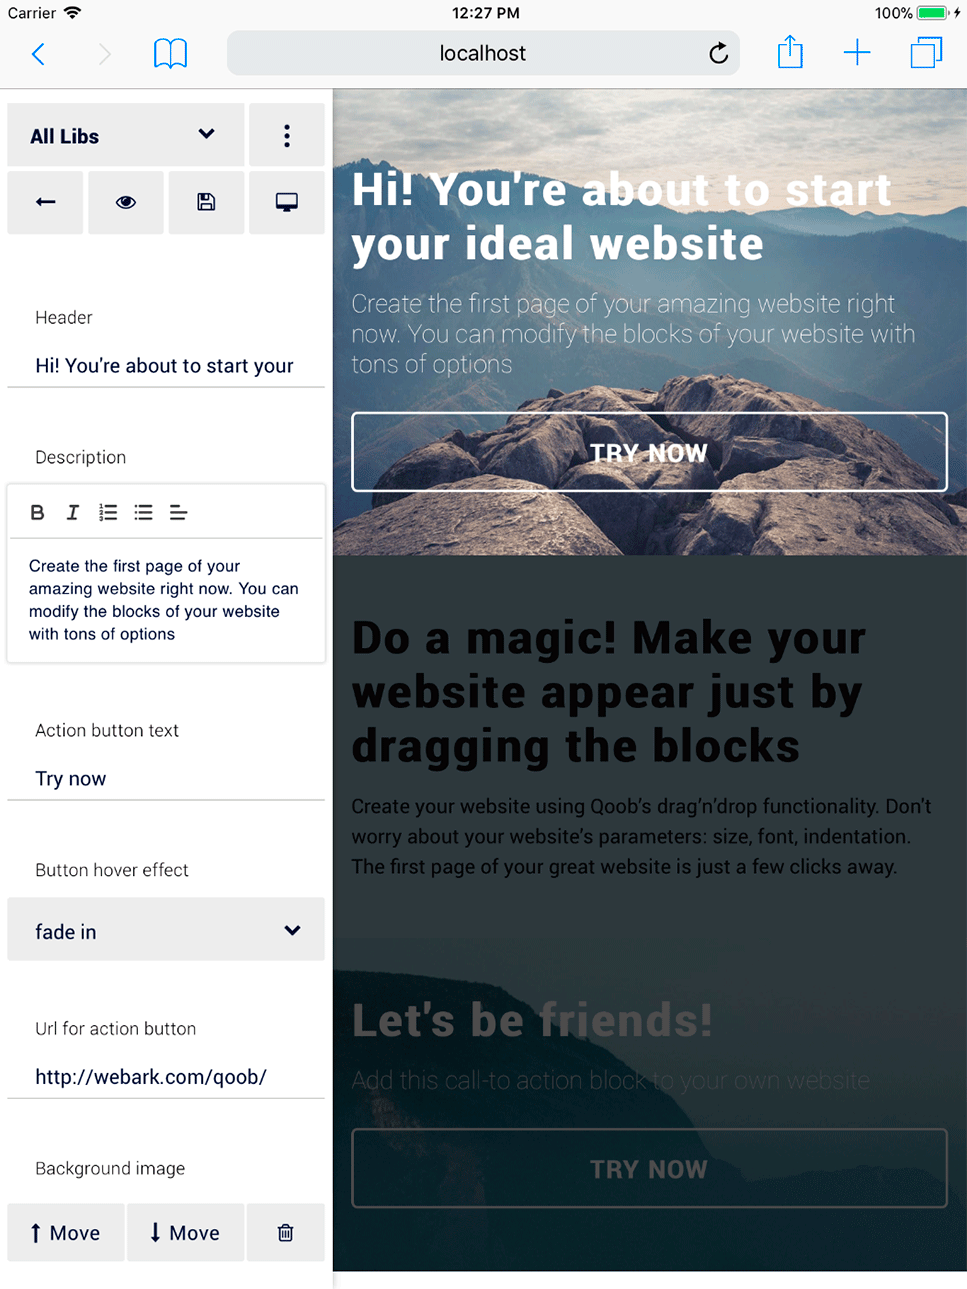 Carrier
12:27 PM
100%
localhost
All Libs
Header
Hi! You're about to start your
Description
B I
Create the first page of your
amazing website right now. You can
modify the blocks of your website
with tons of options
Action button text
Try now
Button hover effect
fade in
Url for action button
http://webark.com/qoob/
Background image
Move
Move
Hi! You're about to start
your ideal website
Create the first page of your amazing website right
now. You can modify the blocks of your website with
tons of options
TRY NOW
Do a magic! Make your
website appear just by
dragging the blocks
Create your website using Qoob’s drag’n’drop functionality. Don’t
worry about your website’s parameters: size, font, indentation.
The first page of your great website is just a few clicks away.
Let's be friends!
Add this call-to action block to your own website
TRY NOW